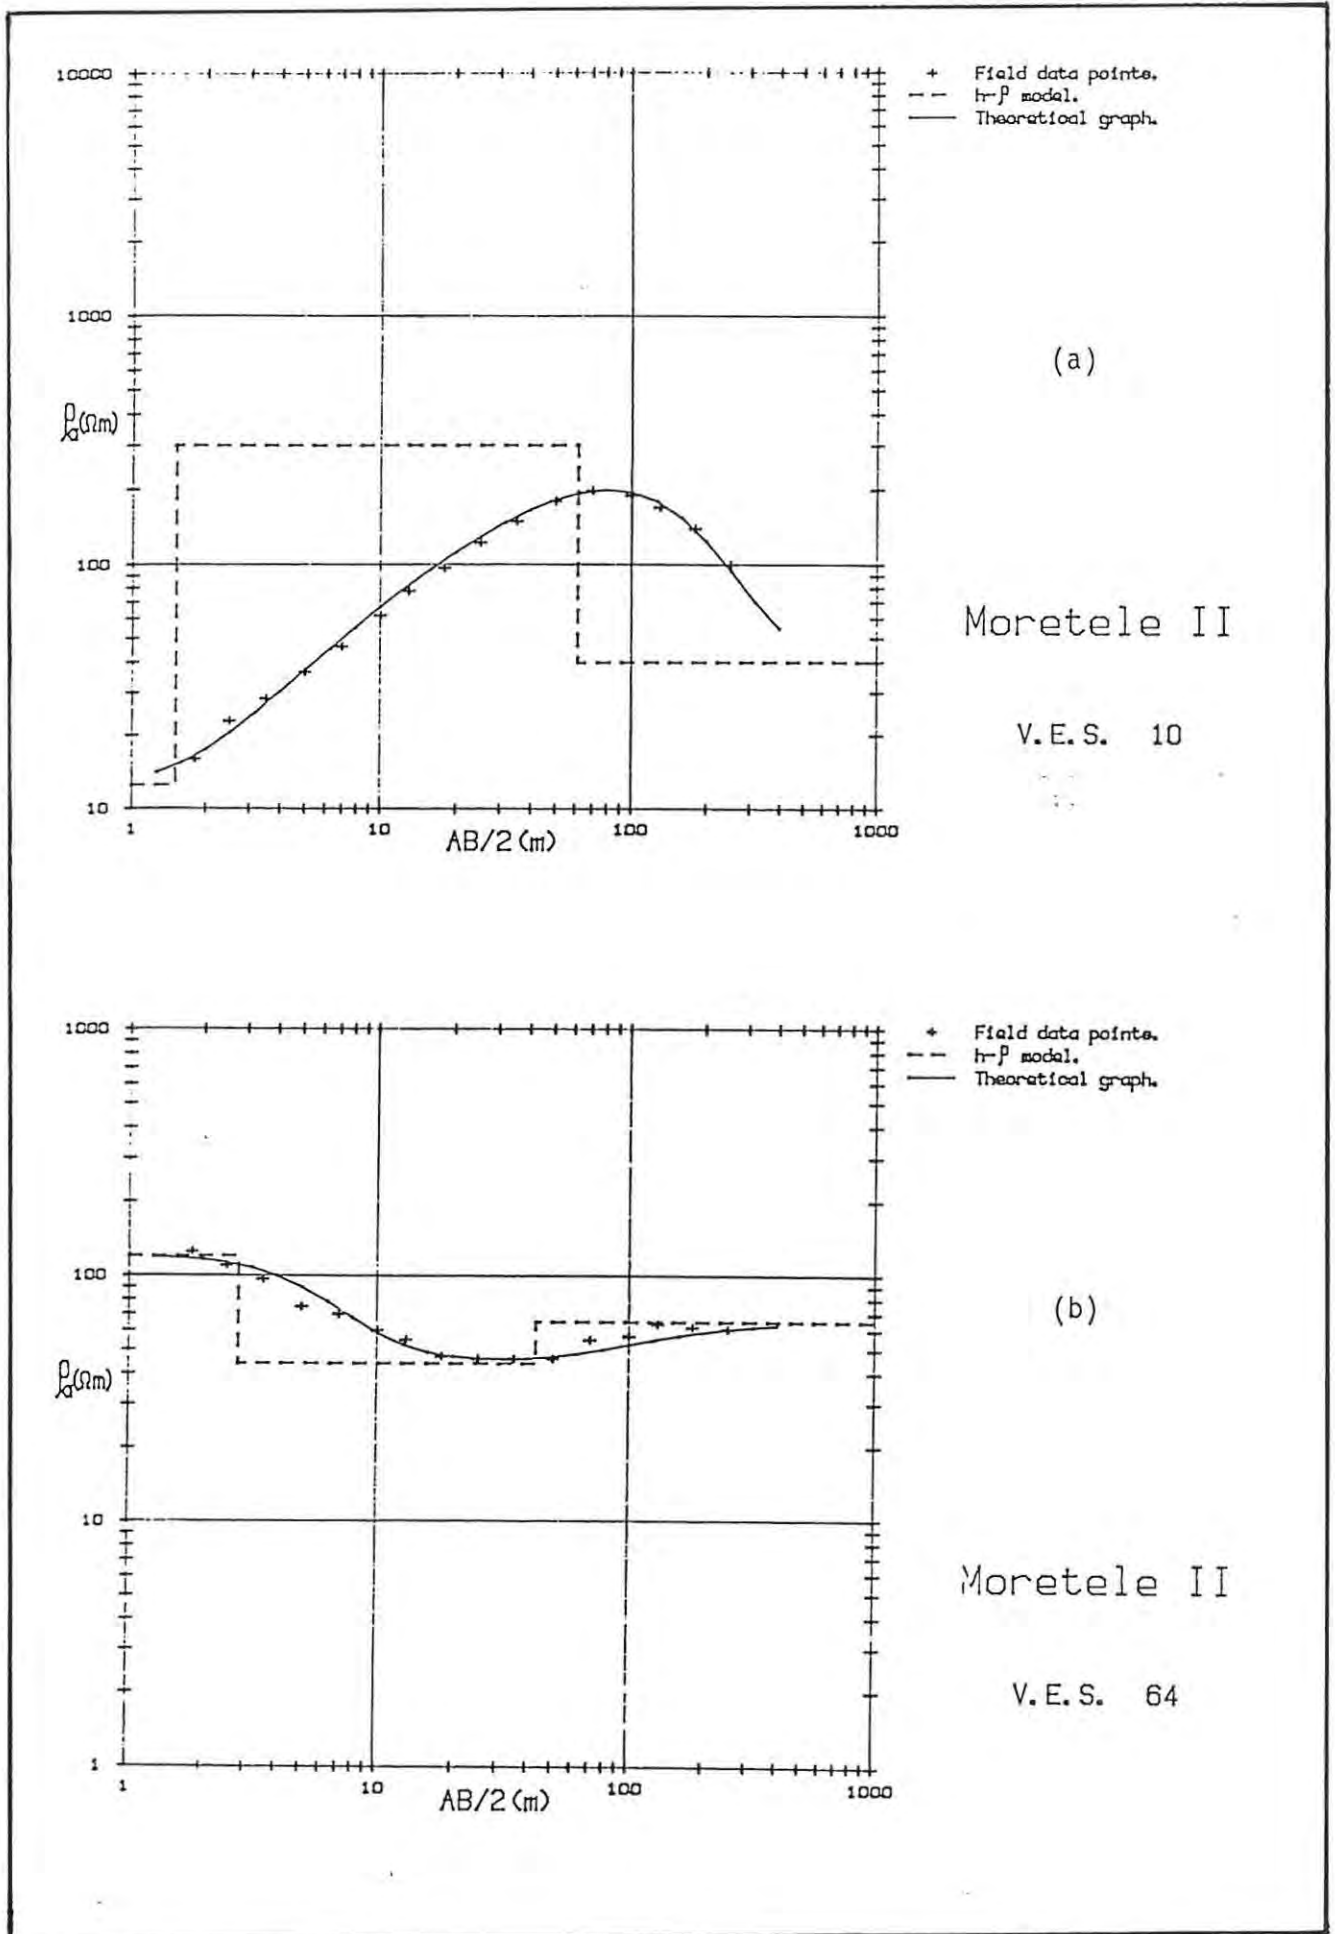 10000
+ Field data points.
h-ρ model.
Theoretical graph.
1000
(a)
ρa(Ωm)
100
Moretele II
V.E.S. 10
10
1 10 100 1000
AB/2 (m)
1000
+ Field data points.
h-ρ model.
Theoretical graph.
100
(b)
ρa(Ωm)
10
Moretele II
V.E.S. 64
1
1 10 100 1000
AB/2 (m)